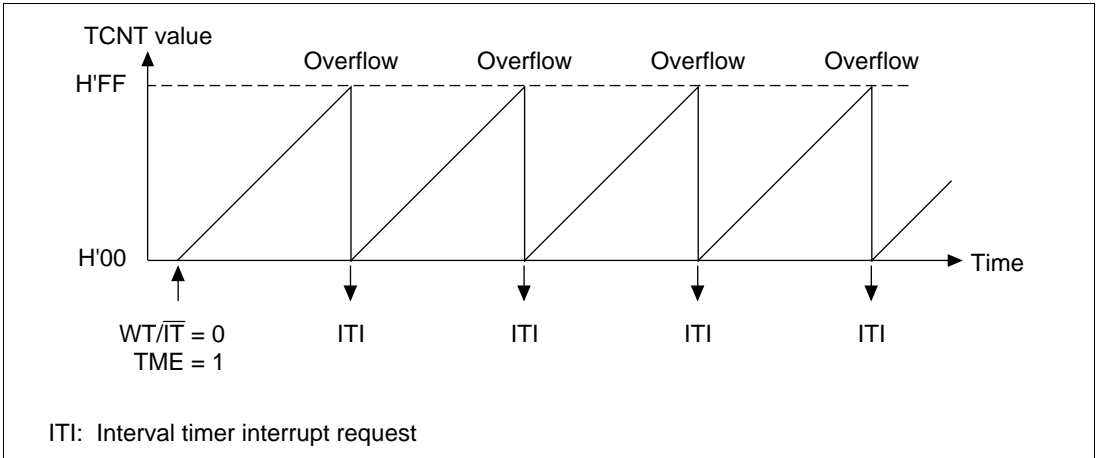 TCNT value
Overflow Overflow Overflow Overflow
H'FF
H'00
Time
WT/I̅T̅ = 0
TME = 1
ITI ITI ITI ITI
ITI: Interval timer interrupt request